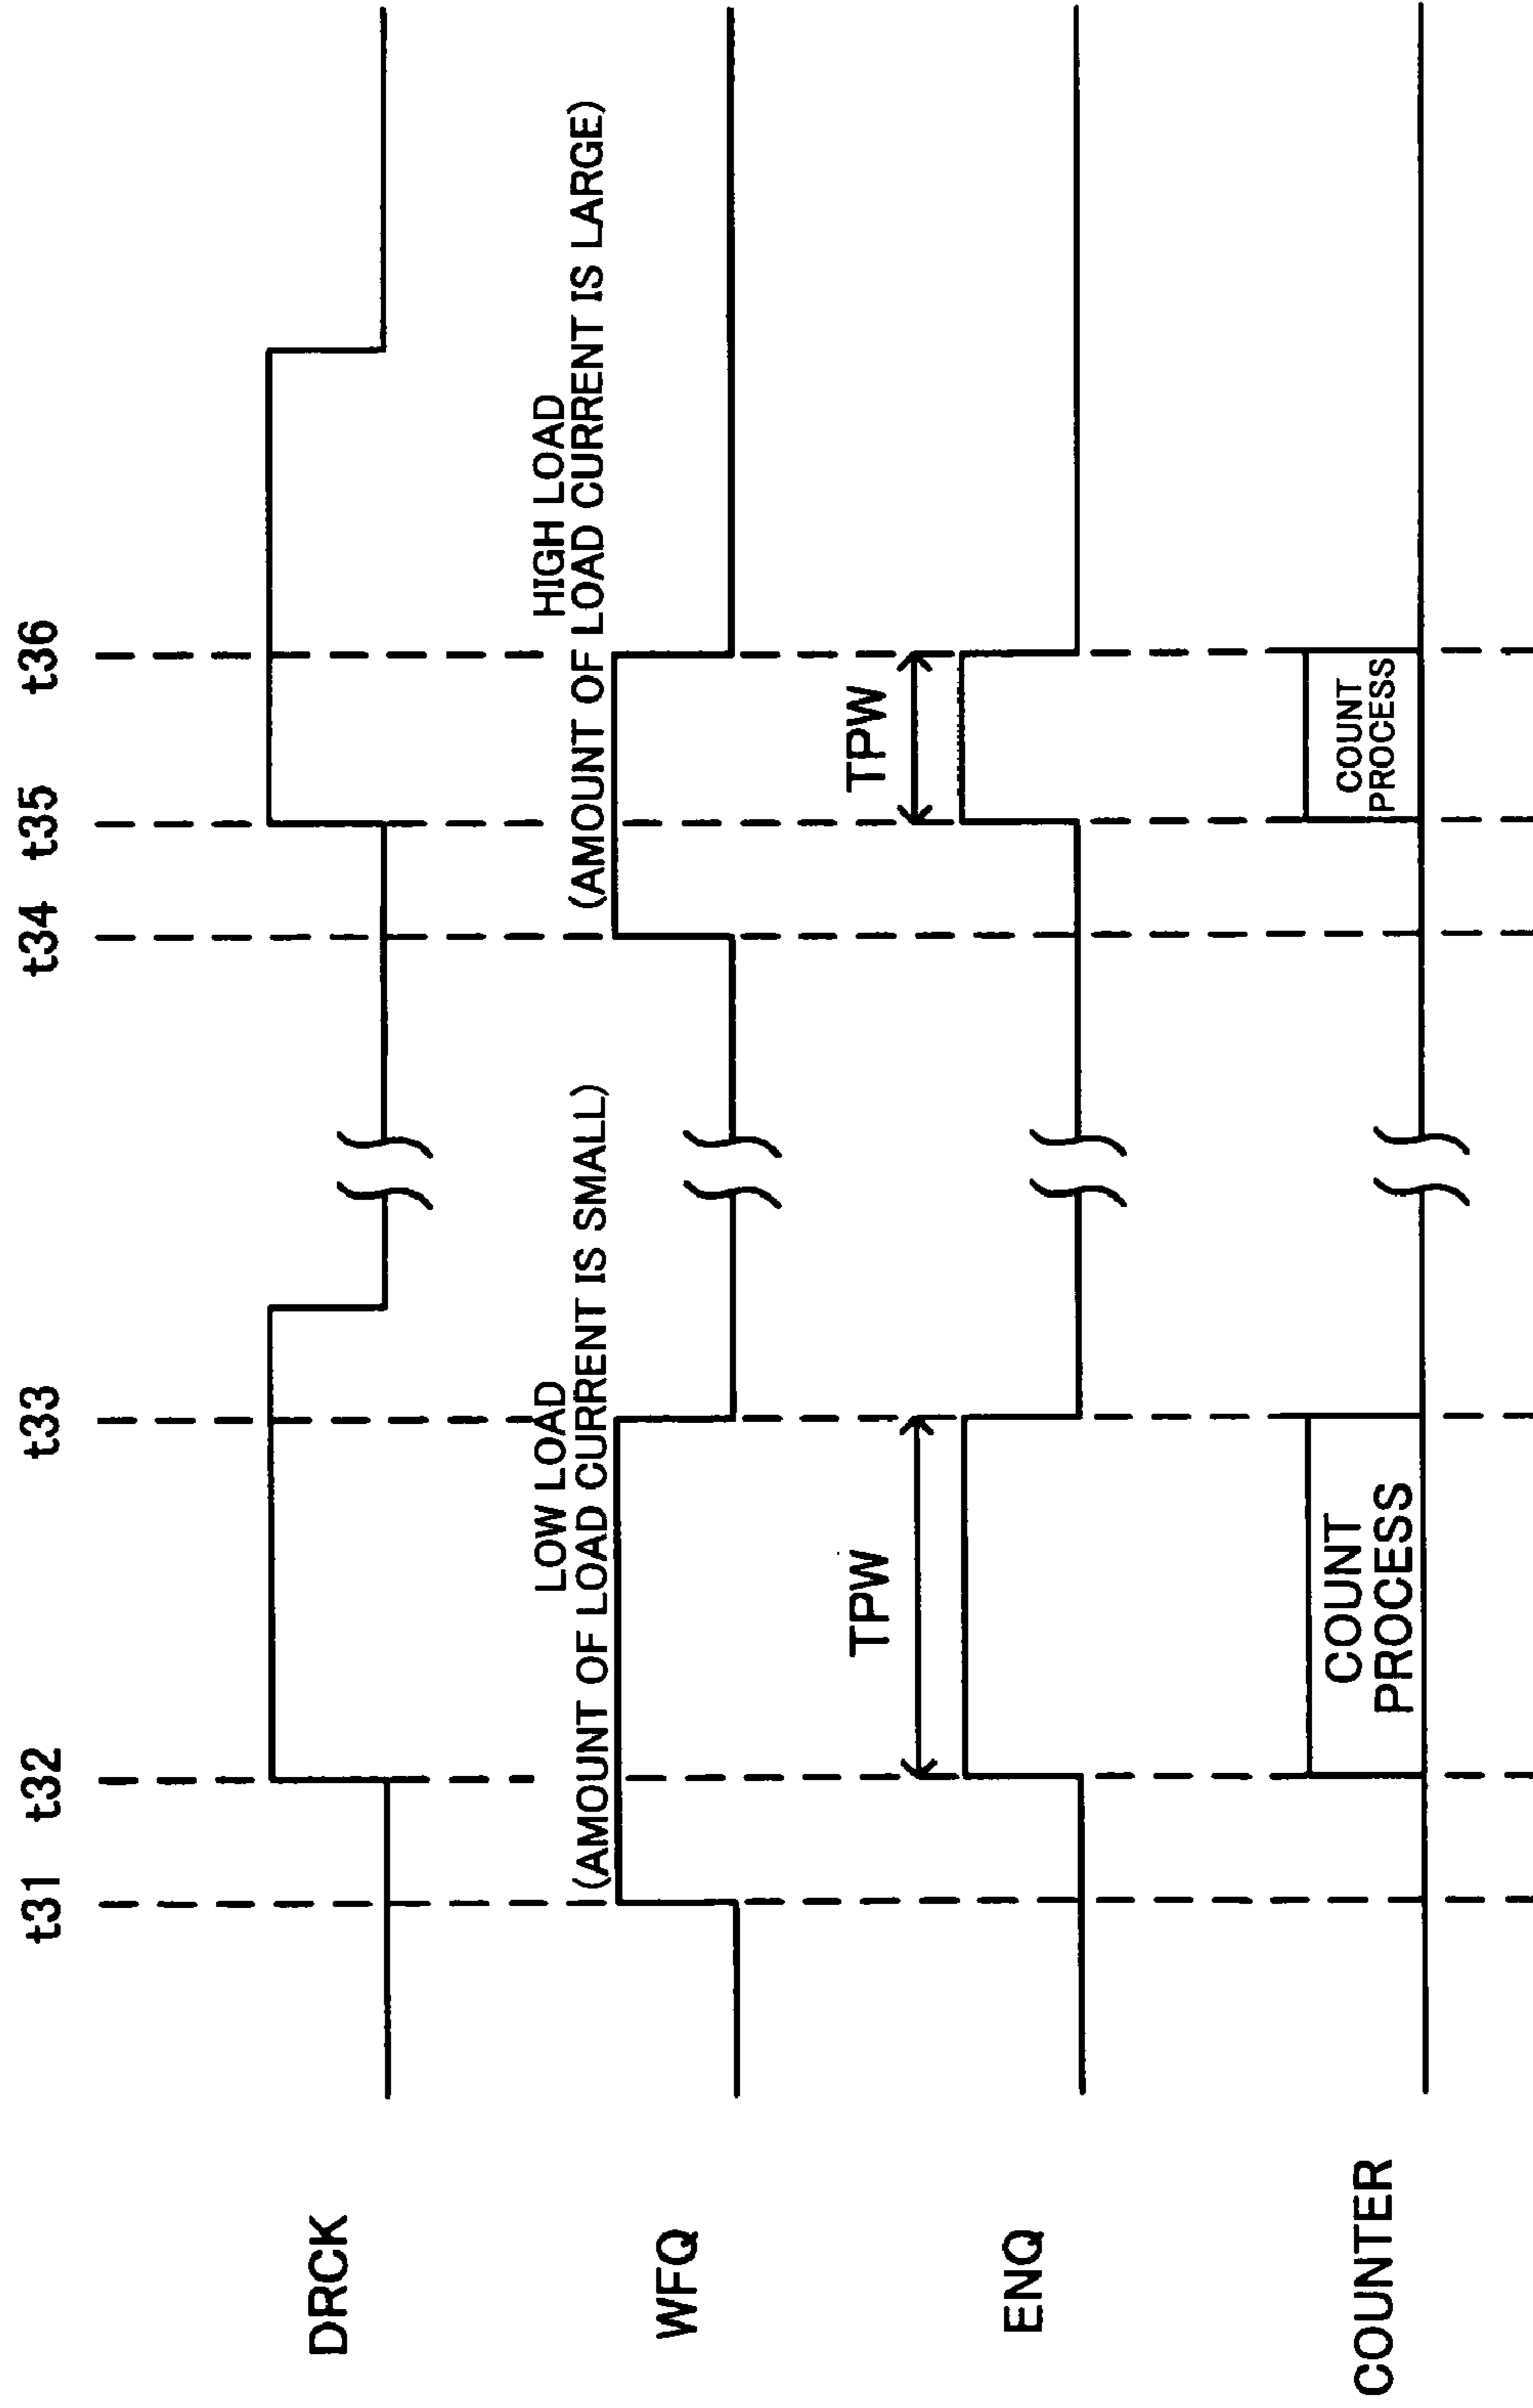 t31 t32 t33 t34 t35 t36
DRCK
LOW LOAD
(AMOUNT OF LOAD CURRENT IS SMALL)
HIGH LOAD
(AMOUNT OF LOAD CURRENT IS LARGE)
WFQ
TPW
TPW
ENQ
COUNT
PROCESS
COUNT
PROCESS
COUNTER